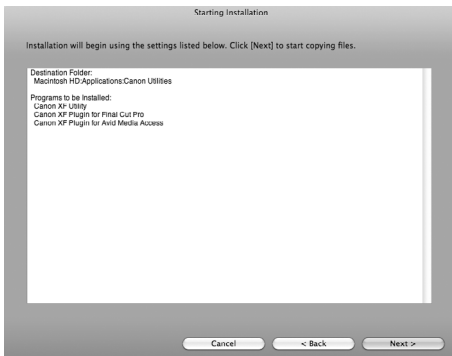 Starting Installation
Installation will begin using the settings listed below. Click [Next] to start copying files.
Destination Folder:
Macintosh HD:Applications:Canon Utilities
Programs to be Installed:
Canon XF Utility
Canon XF Plugin for Final Cut Pro
Canon XF Plugin for Avid Media Access
Cancel
< Back
Next >